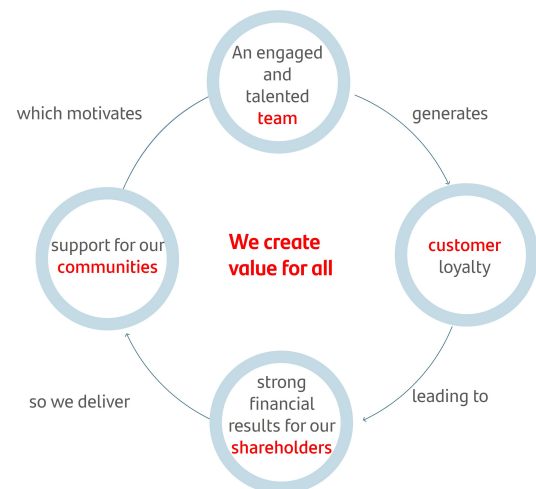 An engaged
and
talented
team
generates
customer
loyalty
leading to
strong
financial
results for our
shareholders
so we deliver
support for our
communities
which motivates
We create
value for all